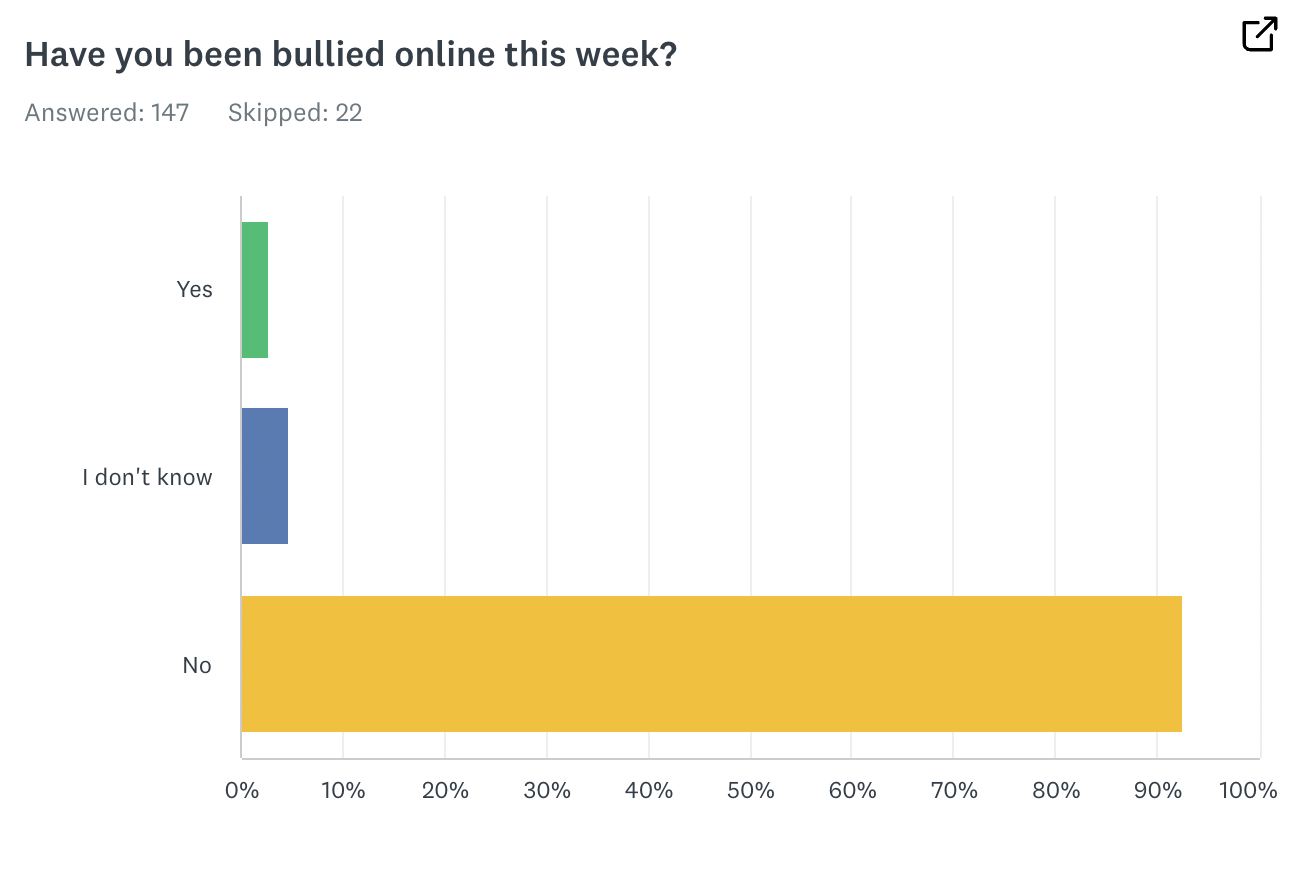 Have you been bullied online this week?
Answered: 147 Skipped: 22
Yes
I don't know
No
0% 10% 20% 30% 40% 50% 60% 70% 80% 90% 100%